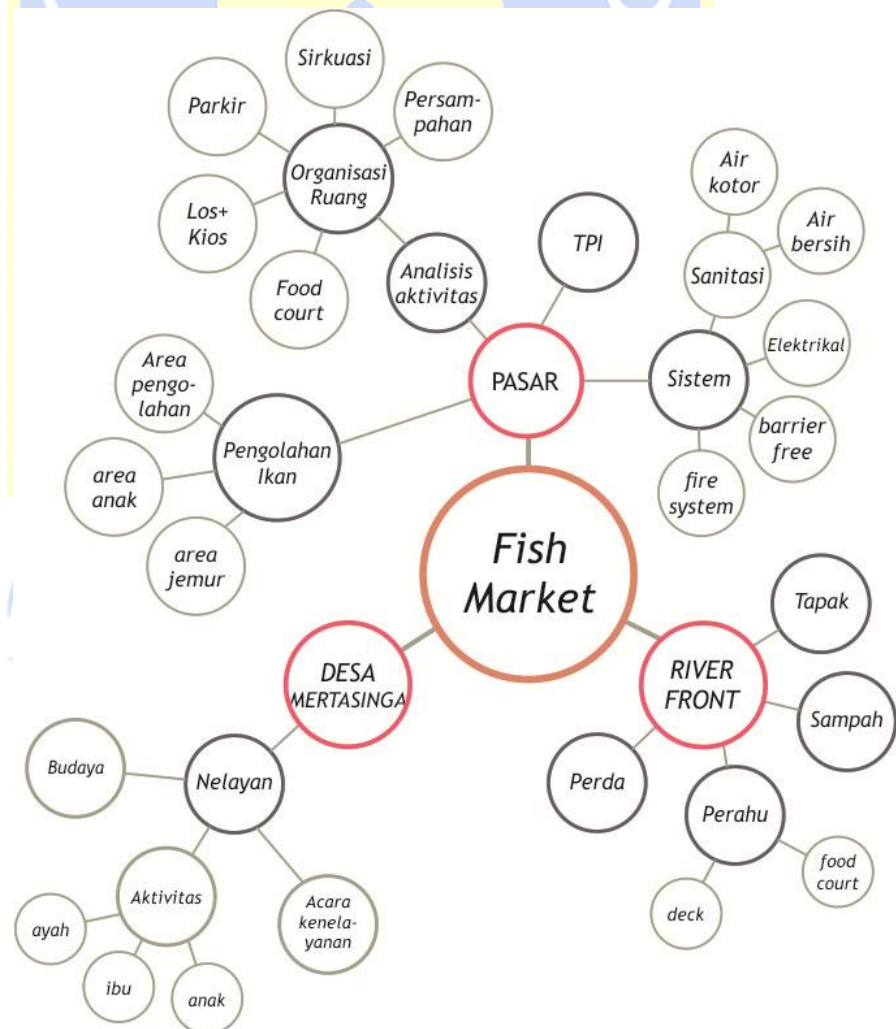 Sirkuasi
Parkir
Persam-
pahan
Organisasi
Ruang
Los+
Kios
Food
court
Analisis
aktivitas
TPI
Air
kotor
Air
bersih
Sanitasi
Elektrikal
Sistem
barrier
free
fire
system
PASAR
Area
pengo-
lahan
Pengolahan
Ikan
area
anak
area
jemur
Fish
Market
DESA
MERTASINGA
RIVER
FRONT
Tapak
Sampah
Perda
Perahu
food
court
deck
Nelayan
Budaya
Aktivitas
Acara
kenela-
yanan
ayah
ibu
anak